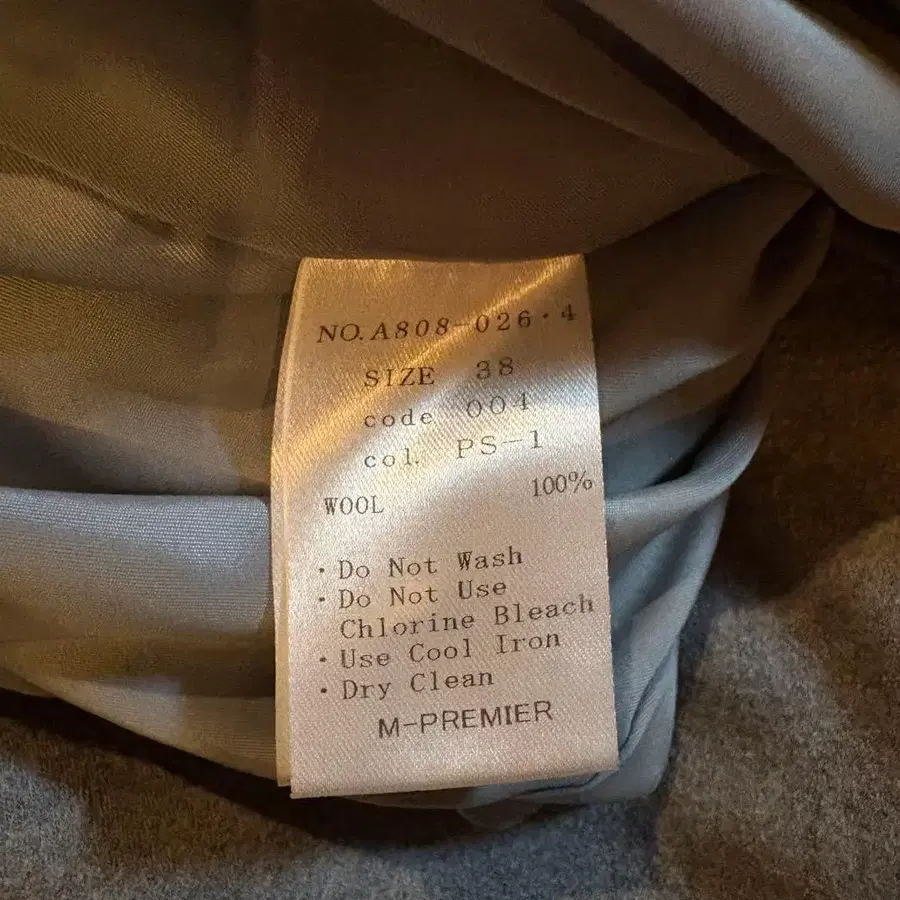 NO. A808-026・4
SIZE 38
code 004
col. PS-1
WOOL 100%
・Do Not Wash
・Do Not Use
Chlorine Bleach
・Use Cool Iron
・Dry Clean
M-PREMIER